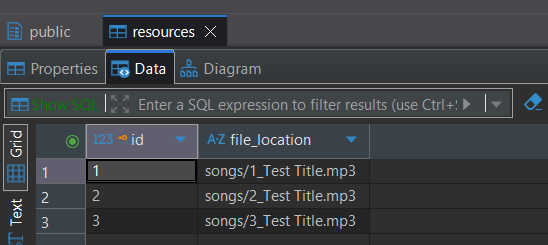 public resources
Properties Data Diagram
Show SQL Enter a SQL expression to filter results (use Ctrl+
Grid 123 id A-Z file_location
1 1 songs/1_Test Title.mp3
2 2 songs/2_Test Title.mp3
3 3 songs/3_Test Title.mp3
Text